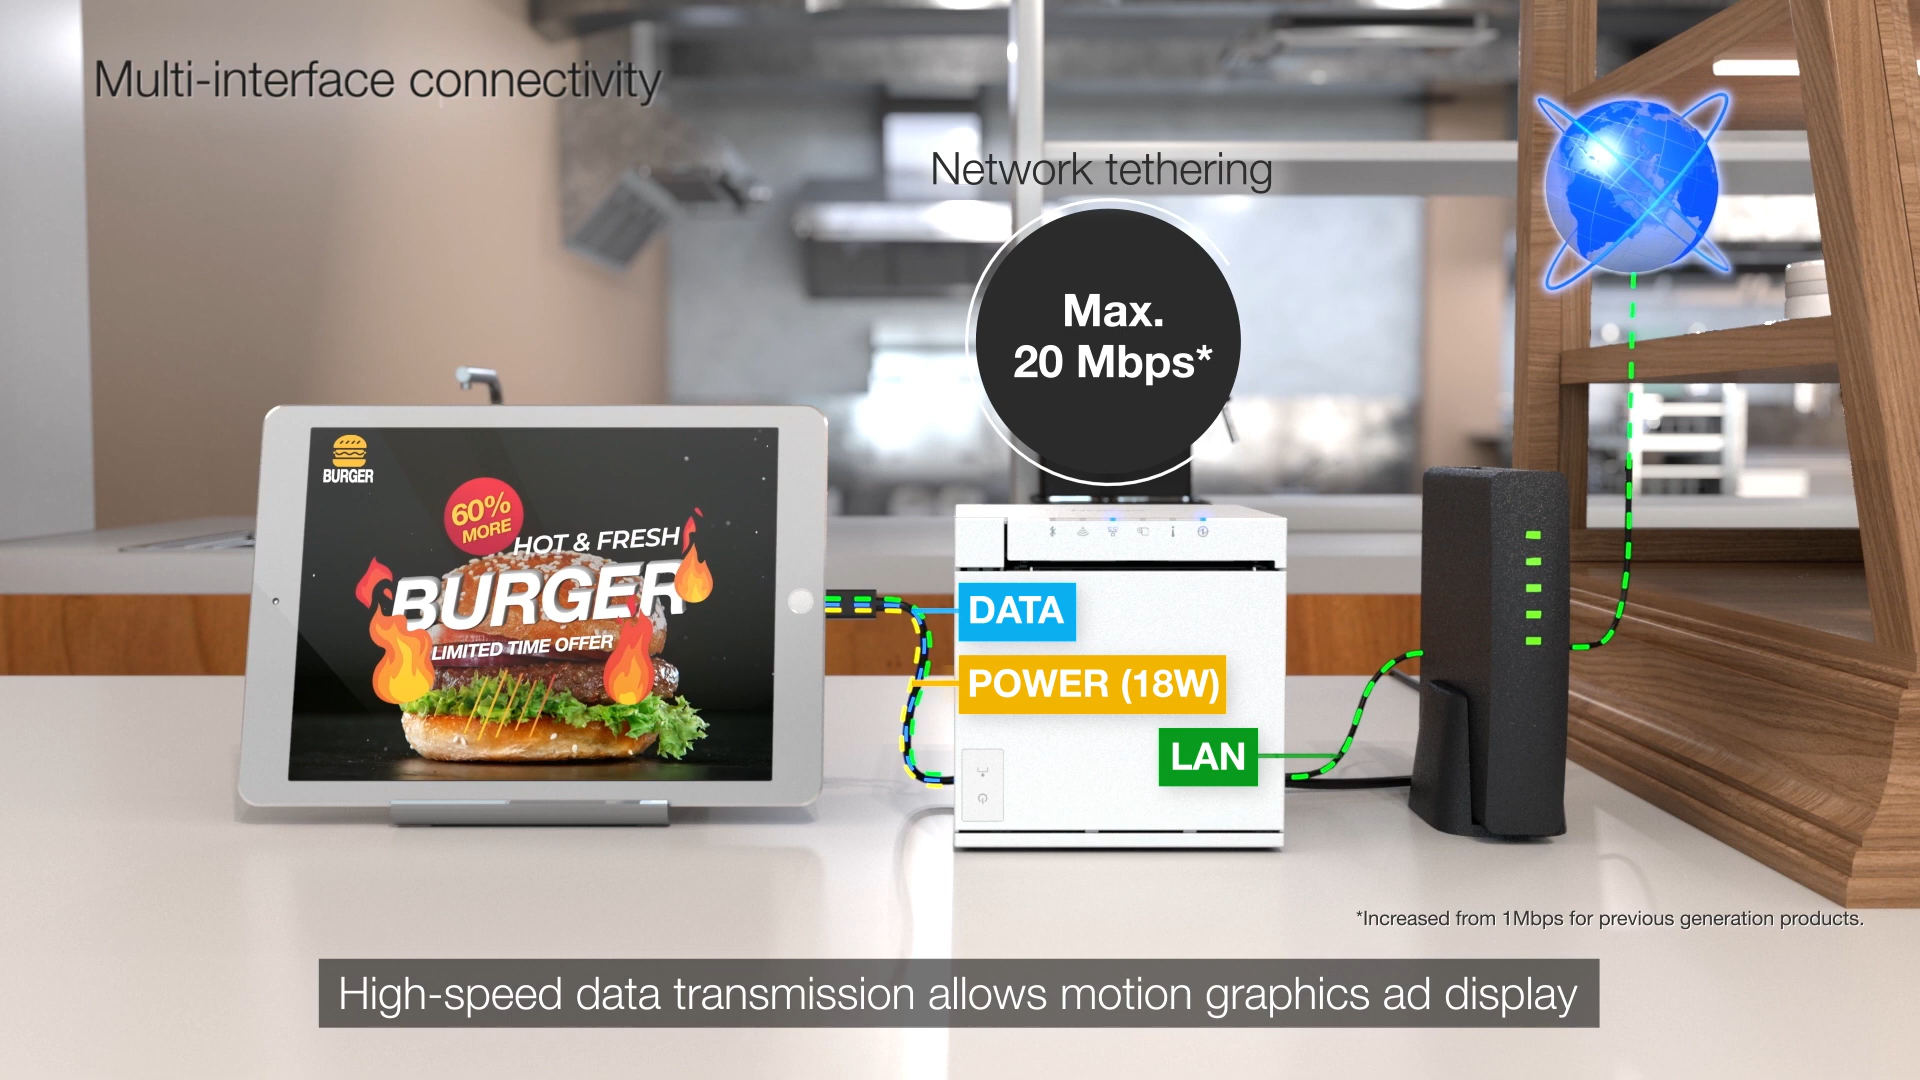 Multi-interface connectivity
Network tethering
Max.
20 Mbps*
BURGER
60%
MORE
HOT & FRESH
BURGER
LIMITED TIME OFFER
DATA
POWER (18W)
LAN
*Increased from 1Mbps for previous generation products.
High-speed data transmission allows motion graphics ad display